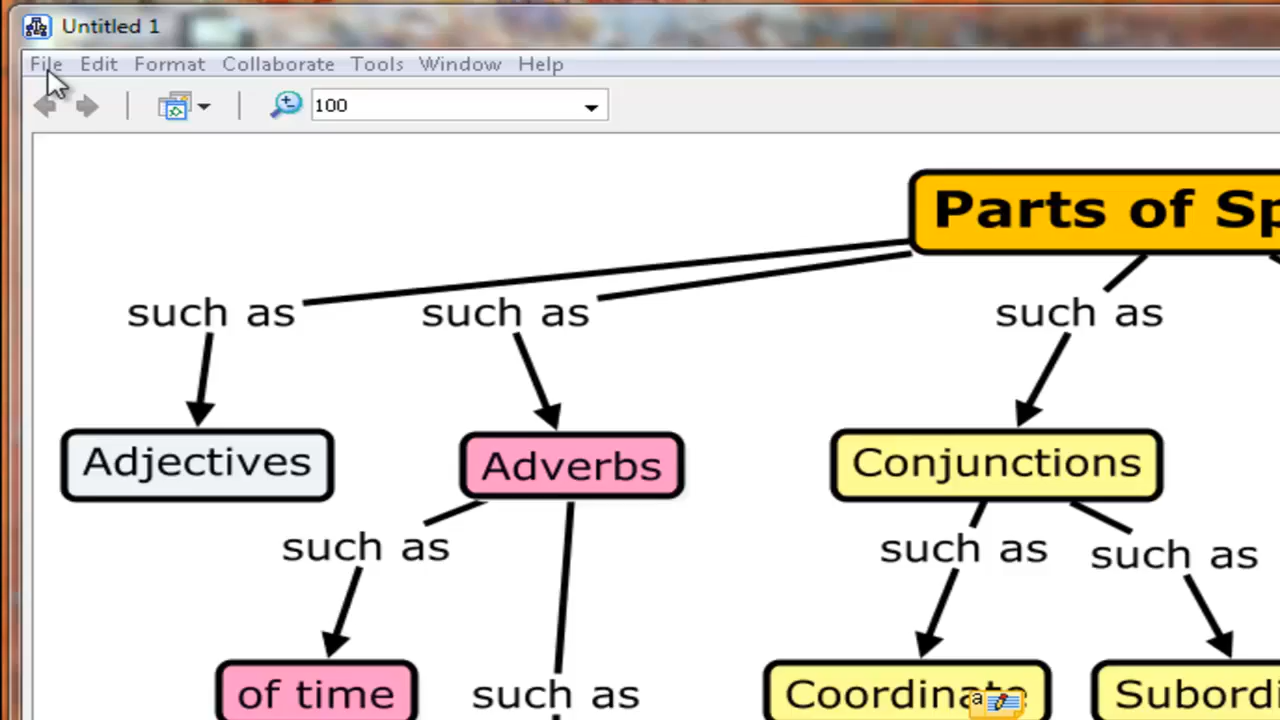 Untitled 1
File Edit Format Collaborate Tools Window Help
100
Parts of Sp
such as such as such as
Adjectives Adverbs Conjunctions
such as such as such as
of time such as Coordinate Subordi